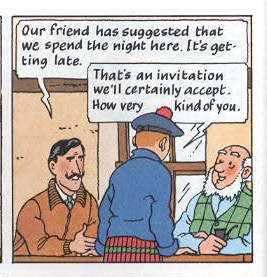 Our friend has suggested that
we spend the night here. It's get-
ting late.
That's an invitation
we'll certainly accept.
How very kind of you.